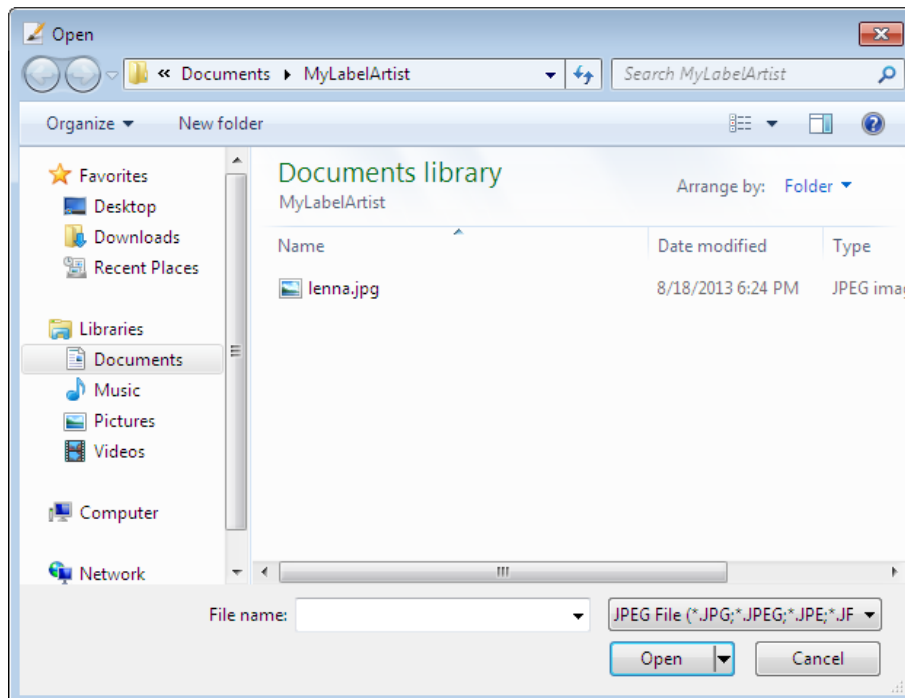 Open
« Documents ▸ MyLabelArtist
Search MyLabelArtist
Organize ▾ New folder
Favorites
Desktop
Downloads
Recent Places
Libraries
Documents
Music
Pictures
Videos
Computer
Network
Documents library
MyLabelArtist
Arrange by: Folder ▾
Name Date modified Type
lenna.jpg 8/18/2013 6:24 PM JPEG ima
File name:
JPEG File (*.JPG;*.JPEG;*.JPE;*.JF
Open Cancel